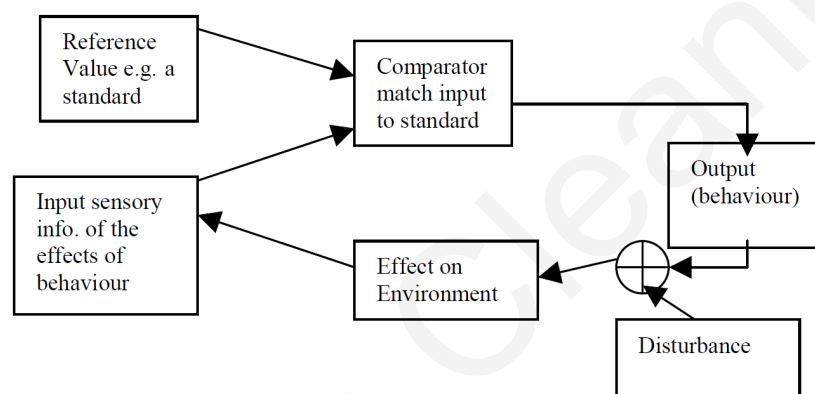 Reference
Value e.g. a
standard
Comparator
match input
to standard
Output
(behaviour)
Input sensory
info. of the
effects of
behaviour
Effect on
Environment
Disturbance
Clean